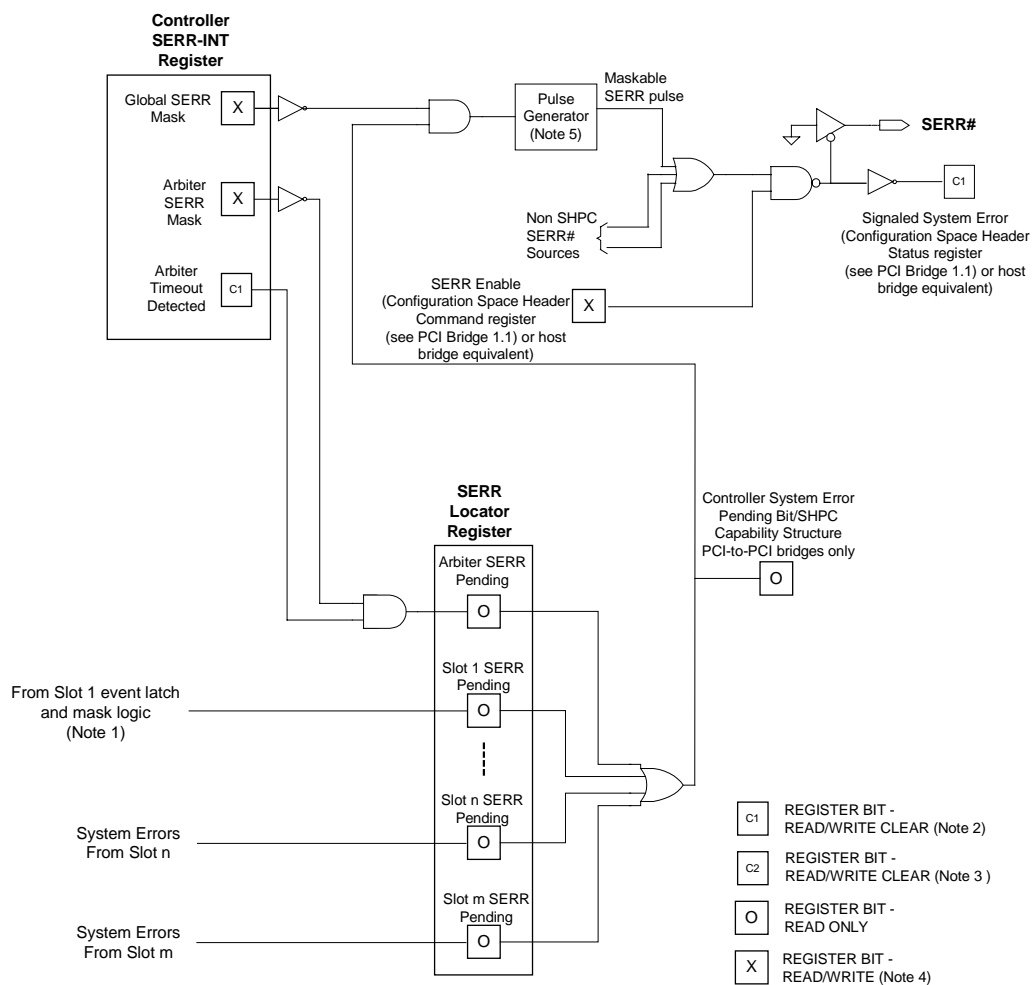 Controller
SERR-INT
Register
Global SERR
Mask
X
Arbiter
SERR
Mask
X
Arbiter
Timeout
Detected
C1
Pulse
Generator
(Note 5)
Maskable
SERR pulse
Non SHPC
SERR#
Sources
SERR#
C1
Signaled System Error
(Configuration Space Header
Status register
(see PCI Bridge 1.1) or host
bridge equivalent)
SERR Enable
(Configuration Space Header
Command register
(see PCI Bridge 1.1) or host
bridge equivalent)
X
Controller System Error
Pending Bit/SHPC
Capability Structure
PCI-to-PCI bridges only
O
SERR
Locator
Register
Arbiter SERR
Pending
O
Slot 1 SERR
Pending
O
Slot n SERR
Pending
O
Slot m SERR
Pending
O
From Slot 1 event latch
and mask logic
(Note 1)
System Errors
From Slot n
System Errors
From Slot m
C1
REGISTER BIT -
READ/WRITE CLEAR (Note 2)
C2
REGISTER BIT -
READ/WRITE CLEAR (Note 3 )
O
REGISTER BIT -
READ ONLY
X
REGISTER BIT -
READ/WRITE (Note 4)